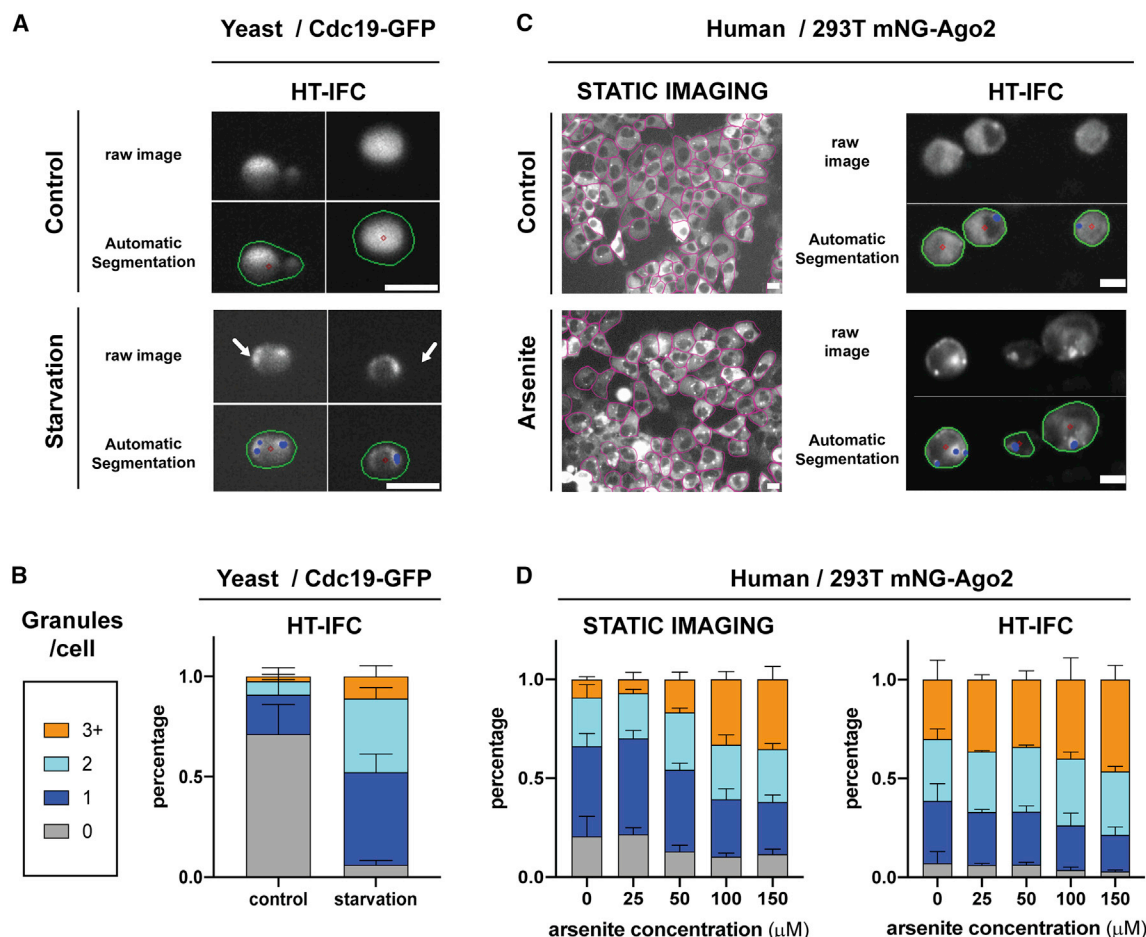 A
Yeast / Cdc19-GFP
HT-IFC
Control
raw image
Automatic
Segmentation
Starvation
raw image
Automatic
Segmentation
C
Human / 293T mNG-Ago2
STATIC IMAGING
HT-IFC
Control
raw
image
Automatic
Segmentation
Arsenite
raw
image
Automatic
Segmentation
B
Yeast / Cdc19-GFP
Granules
/cell
3+
2
1
0
HT-IFC
percentage
1.0
0.5
0.0
control
starvation
D
Human / 293T mNG-Ago2
STATIC IMAGING
percentage
1.0
0.5
0.0
0 25 50 100 150
arsenite concentration (μM)
HT-IFC
percentage
1.0
0.5
0.0
0 25 50 100 150
arsenite concentration (μM)